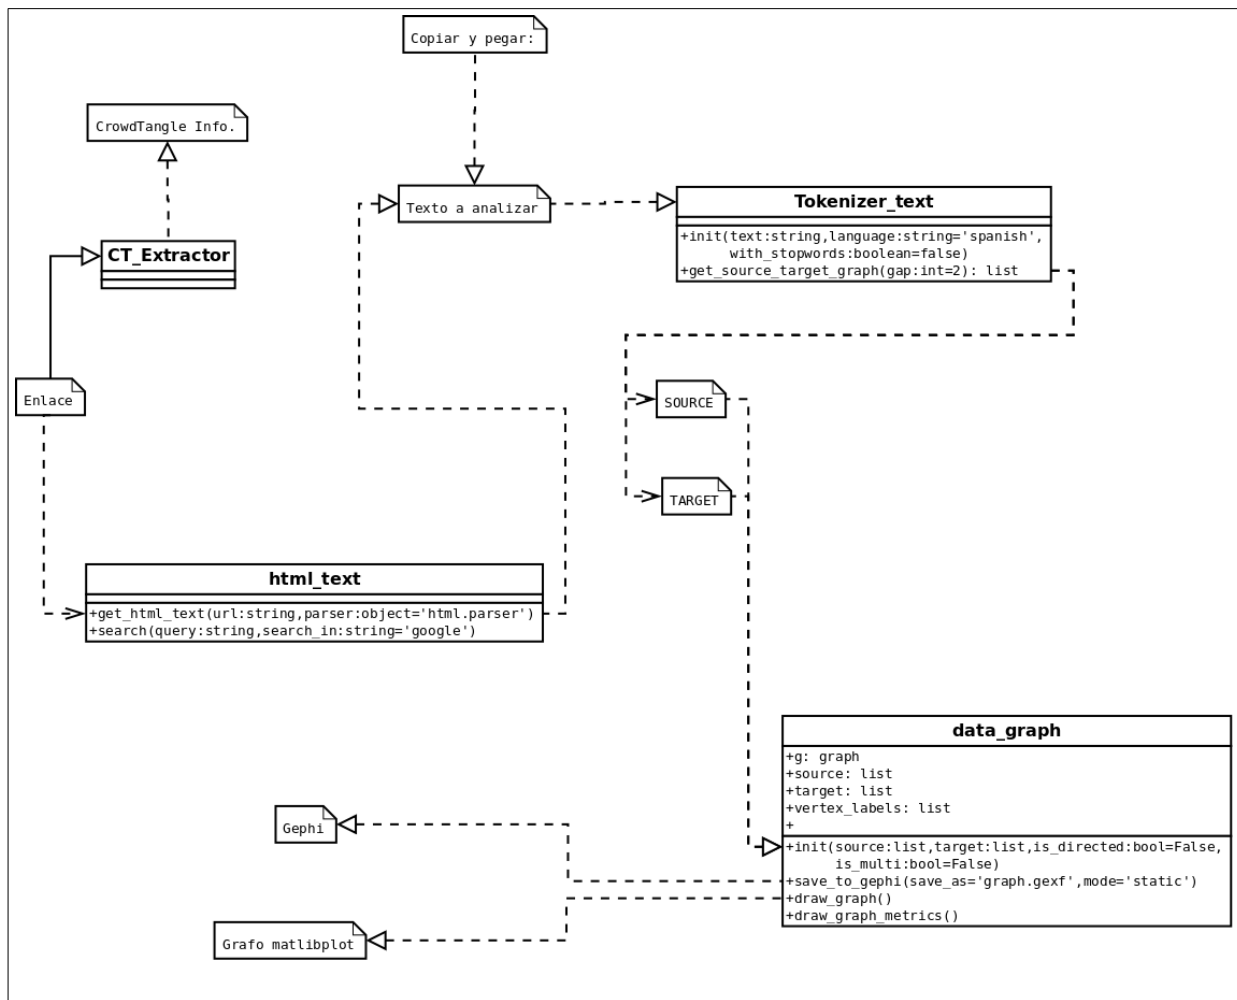 Copiar y pegar:
CrowdTangle Info.
Texto a analizar
Tokenizer_text
+init(text:string,language:string='spanish',
with_stopwords:boolean=false)
+get_source_target_graph(gap:int=2): list
CT_Extractor
Enlace
SOURCE
TARGET
html_text
+get_html_text(url:string,parser:object='html.parser')
+search(query:string,search_in:string='google')
data_graph
+g: graph
+source: list
+target: list
+vertex_labels: list
+
+init(source:list,target:list,is_directed:bool=False,
is_multi:bool=False)
+save_to_gephi(save_as='graph.gexf',mode='static')
+draw_graph()
+draw_graph_metrics()
Gephi
Grafo matlibplot